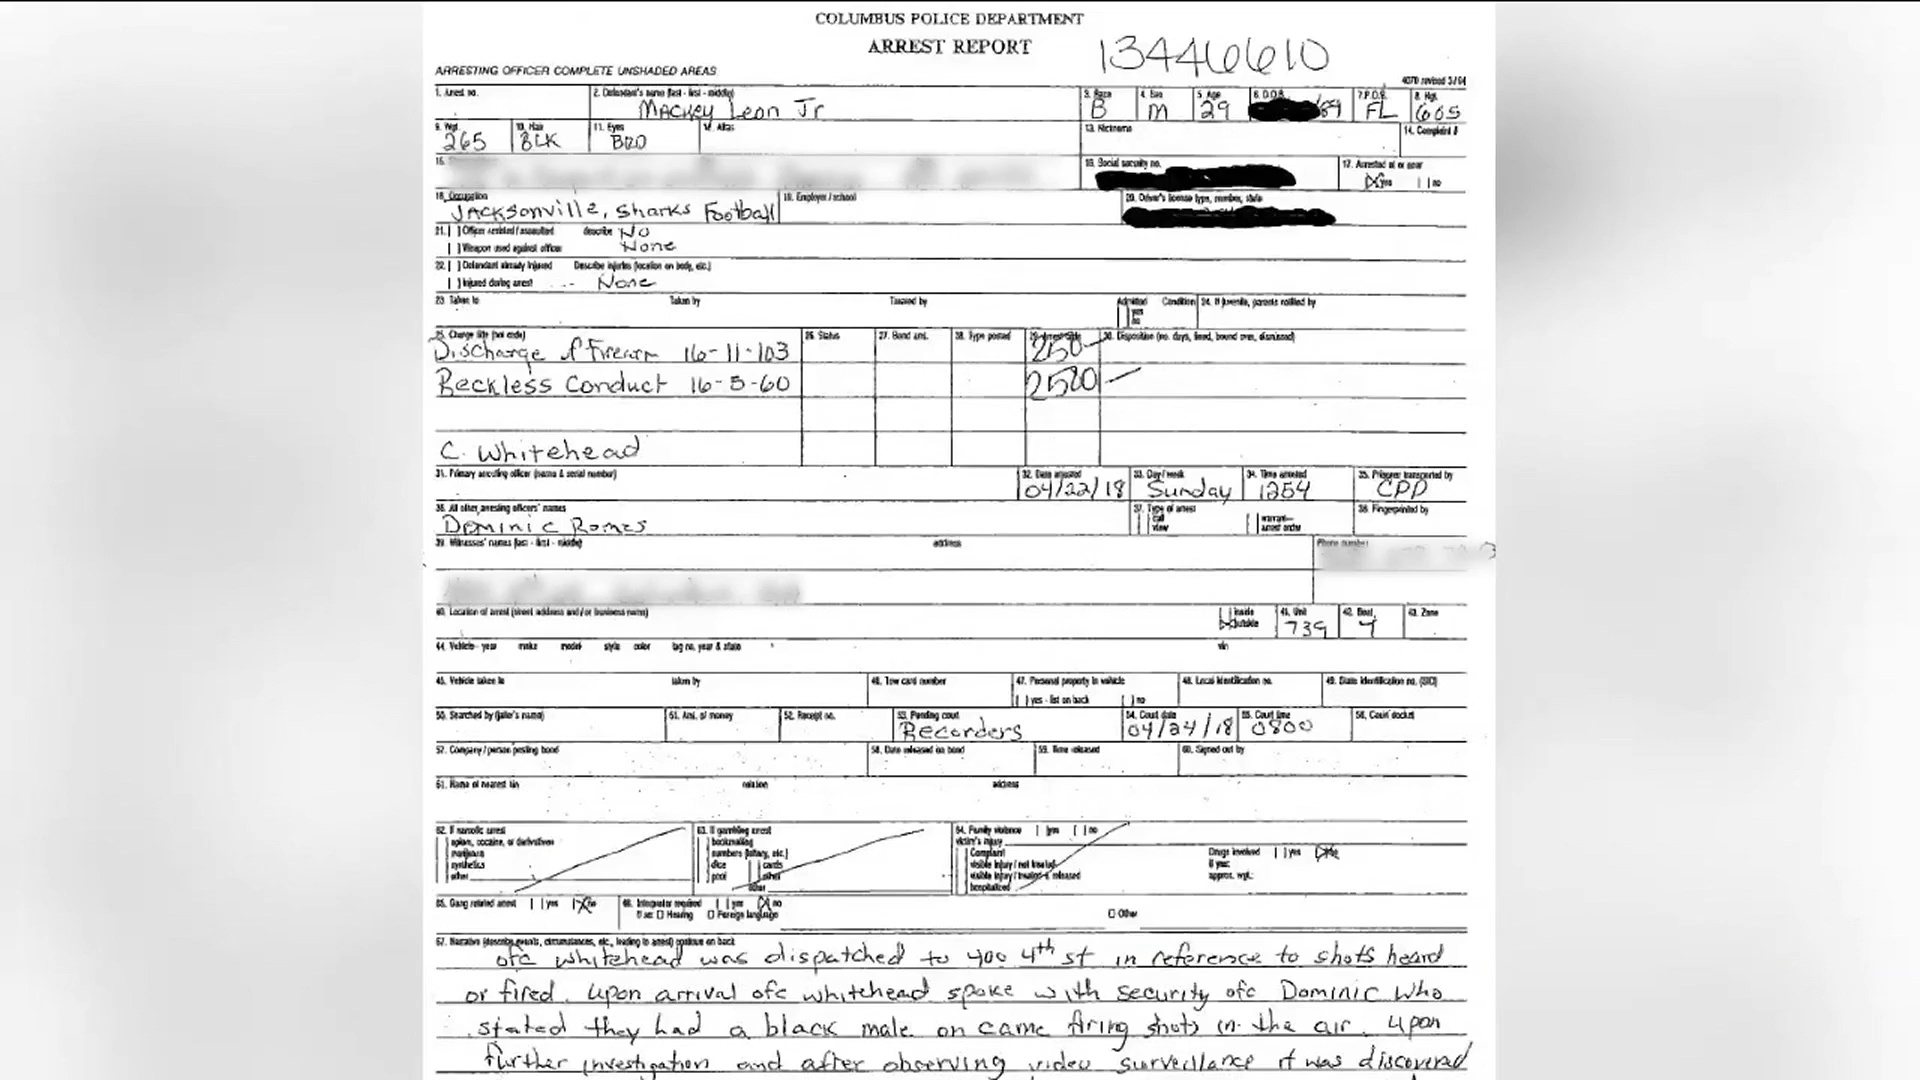 COLUMBUS POLICE DEPARTMENT
ARREST REPORT
13446610
ARRESTING OFFICER COMPLETE UNSHADED AREAS
4070 revised 5/94
1. Arrest no. 2. Defendant's name (last - first - middle) 3. Race 4. Sex 5. Age 6. D.O.B. 7. P.O.B. 8. Hgt.
Mackey Leon Jr B M 29 89 FL 605
9. Wgt. 10. Hair 11. Eyes 12. Alias 13. Nickname 14. Complaint #
265 BLK BRO
15. 16. Social security no. 17. Arrested at or near
yes no
18. Occupation 19. Employer / school 20. Driver's license type, number, state
Jacksonville, Sharks Football
21. Officer resisted / assaulted describe No
Weapon used against officer None
22. Defendant already injured Describe injuries (location on body, etc.)
Injured during arrest None
23. Taken to Taken by Treated by Admitted yes no Condition 24. If juvenile, parents notified by
25. Charge title (not code) 26. Status 27. Bond amt. 28. Type posted 30. Disposition (no. days, fined, bound over, dismissed)
Discharge of Firearm 16-11-103 250
Reckless Conduct 16-5-60 2500
C. Whitehead
31. Primary arresting officer (name & serial number) 32. Date arrested 33. Day / week 34. Time arrested 35. Prisoner transported by
04/22/18 Sunday 1254 CPD
36. All other arresting officers' names 37. Type of arrest 38. Fingerprinted by
Dominic call view warrant
39. Witnesses' names (last - first - middle) address Phone number
40. Location of arrest (street address and / or business name) inside outside 41. Unit 42. Beat 43. Zone
739 4
44. Vehicle - year make model style color tag no. year & state vin
45. Vehicle taken to taken by 46. Tow card number 47. Personal property in vehicle 48. Local identification no. 49. State identification no. (SID)
yes - list on back no
50. Searched by (jailer's name) 51. Amt. of money 52. Receipt no. 53. Pending court 54. Court date 55. Court time 56. Court docket
Recorders 04/24/18 0800
57. Company / person posting bond 58. Date released on bond 59. Time released 60. Signed out by
61. Name of nearest kin relation address
62. If narcotic arrest 63. If gambling arrest 64. Family violence yes no
opium, cocaine, or derivatives bookmaking victim's injury
marijuana numbers (lottery, etc.) Complaint Drugs involved yes no
synthetics dice cards visible injury / not treated If yes:
other pool other visible injury / treated & released approx. wgt.:
other hospitalized
65. Gang related arrest yes no 66. Interpreter required yes no
Hearing Foreign language Other
67. Narrative (describe events, circumstances, etc., leading to arrest) continue on back
ofc Whitehead was dispatched to 400 4th st in reference to shots heard
or fired. Upon arrival ofc whitehead spoke with security ofc Dominic who
stated they had a black male on came firing shots in the air. Upon
further investigation and after observing video surveillance it was discovered